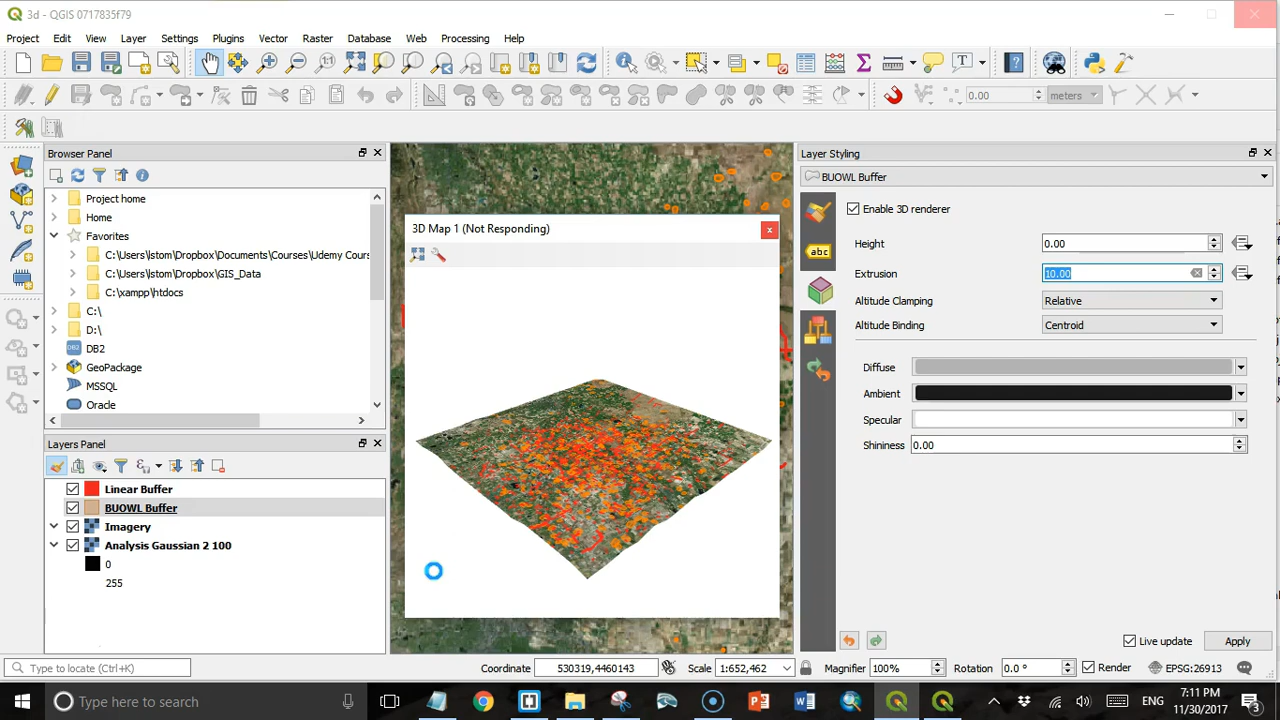 3d - QGIS 0717835f79
Project Edit View Layer Settings Plugins Vector Raster Database Web Processing Help
0.00 meters
Browser Panel
Project home
Home
Favorites
C:\Users\lstom\Dropbox\Documents\Courses\Udemy Cours
C:\Users\lstom\Dropbox\GIS_Data
C:\xampp\htdocs
C:\
D:\
DB2
GeoPackage
MSSQL
Oracle
Layers Panel
Linear Buffer
BUOWL Buffer
Imagery
Analysis Gaussian 2 100
0
255
3D Map 1 (Not Responding)
Layer Styling
BUOWL Buffer
abc
Enable 3D renderer
Height 0.00
Extrusion 10.00
Altitude Clamping Relative
Altitude Binding Centroid
Diffuse
Ambient
Specular
Shininess 0.00
Live update Apply
Type to locate (Ctrl+K) Coordinate 530319,4460143 Scale 1:652,462 Magnifier 100% Rotation 0.0 ° Render EPSG:26913
Type here to search
ENG
7:11 PM
11/30/2017
3